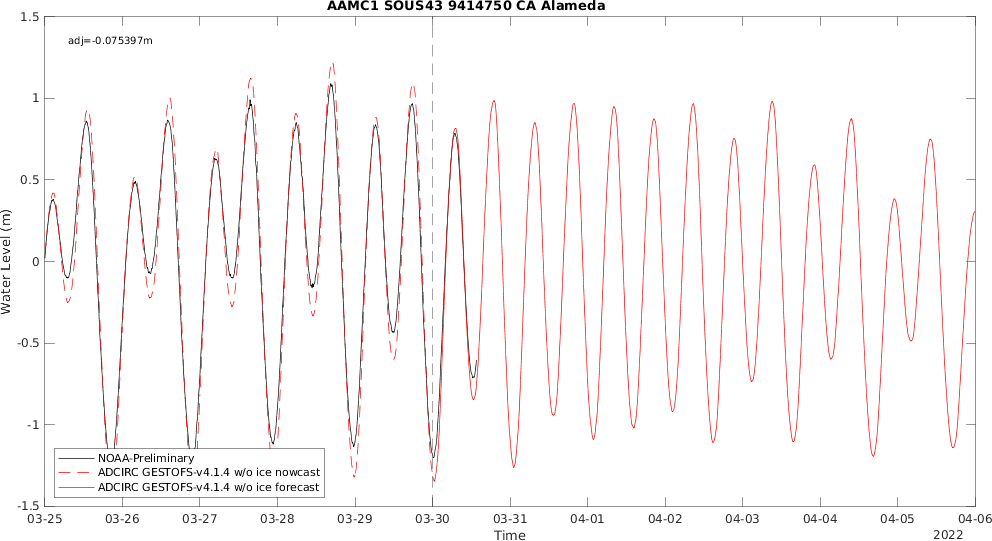 AAMC1 SOUS43 9414750 CA Alameda
adj=-0.075397m
Water Level (m)
1.5
1
0.5
0
-0.5
-1
-1.5
NOAA-Preliminary
ADCIRC GESTOFS-v4.1.4 w/o ice nowcast
ADCIRC GESTOFS-v4.1.4 w/o ice forecast
03-25 03-26 03-27 03-28 03-29 03-30 03-31 04-01 04-02 04-03 04-04 04-05 04-06
Time
2022